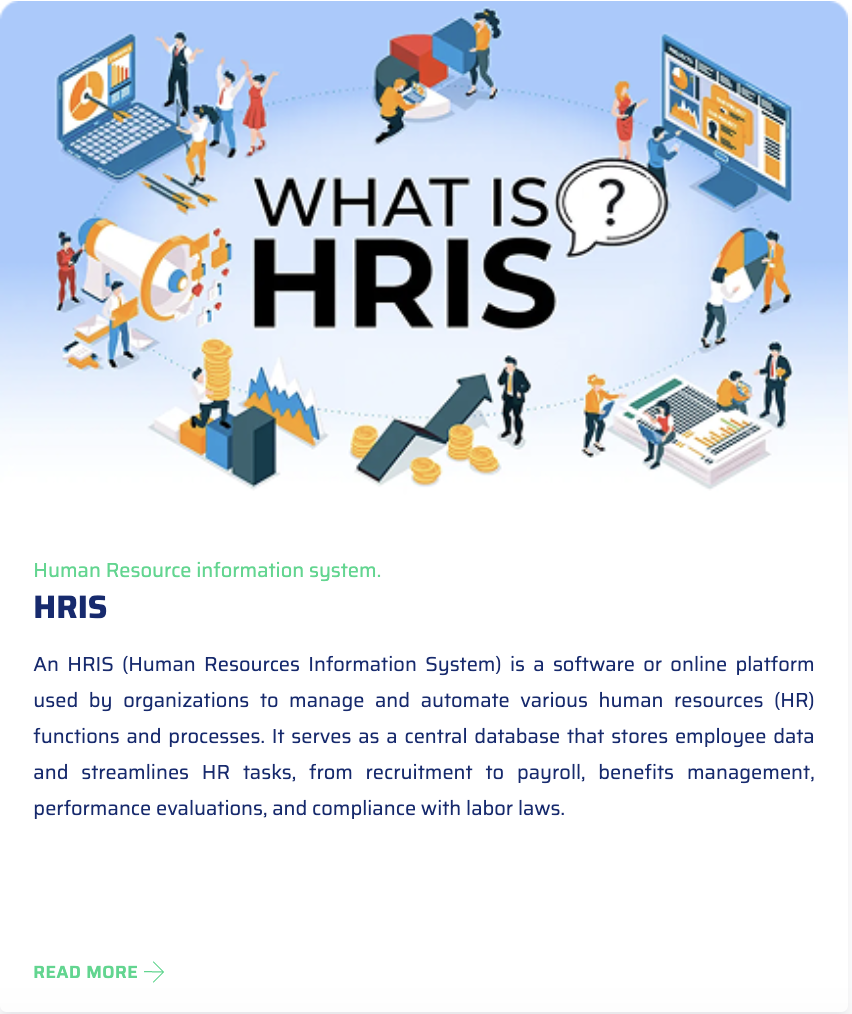 WHAT IS ?
HRIS
Human Resource information system.
HRIS
An HRIS (Human Resources Information System) is a software or online platform
used by organizations to manage and automate various human resources (HR)
functions and processes. It serves as a central database that stores employee data
and streamlines HR tasks, from recruitment to payroll, benefits management,
performance evaluations, and compliance with labor laws.
READ MORE